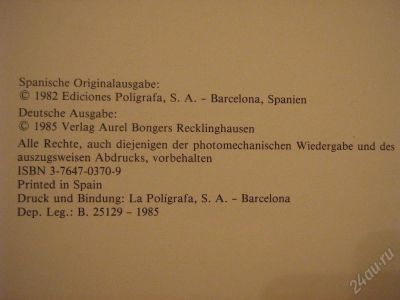 Spanische Originalausgabe:
© 1982 Ediciones Polígrafa, S. A. – Barcelona, Spanien
Deutsche Ausgabe:
© 1985 Verlag Aurel Bongers Recklinghausen
Alle Rechte, auch diejenigen der photomechanischen Wiedergabe und des
auszugsweisen Abdrucks, vorbehalten
ISBN 3-7647-0370-9
Printed in Spain
Druck und Bindung: La Polígrafa, S. A. – Barcelona
Dep. Leg.: B. 25129 – 1985
24au.ru